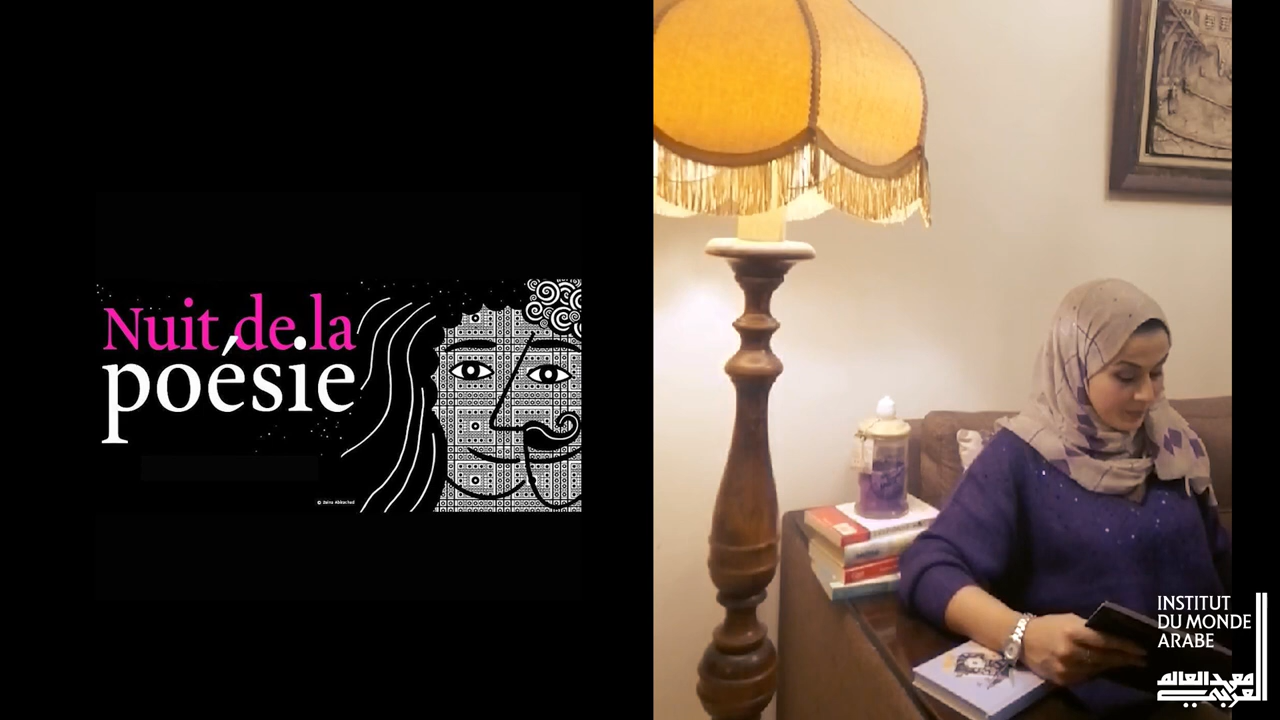 Nuit de la
poésie
© Zeina Abirached
INSTITUT
DU MONDE
ARABE
معهد العالم
العربي